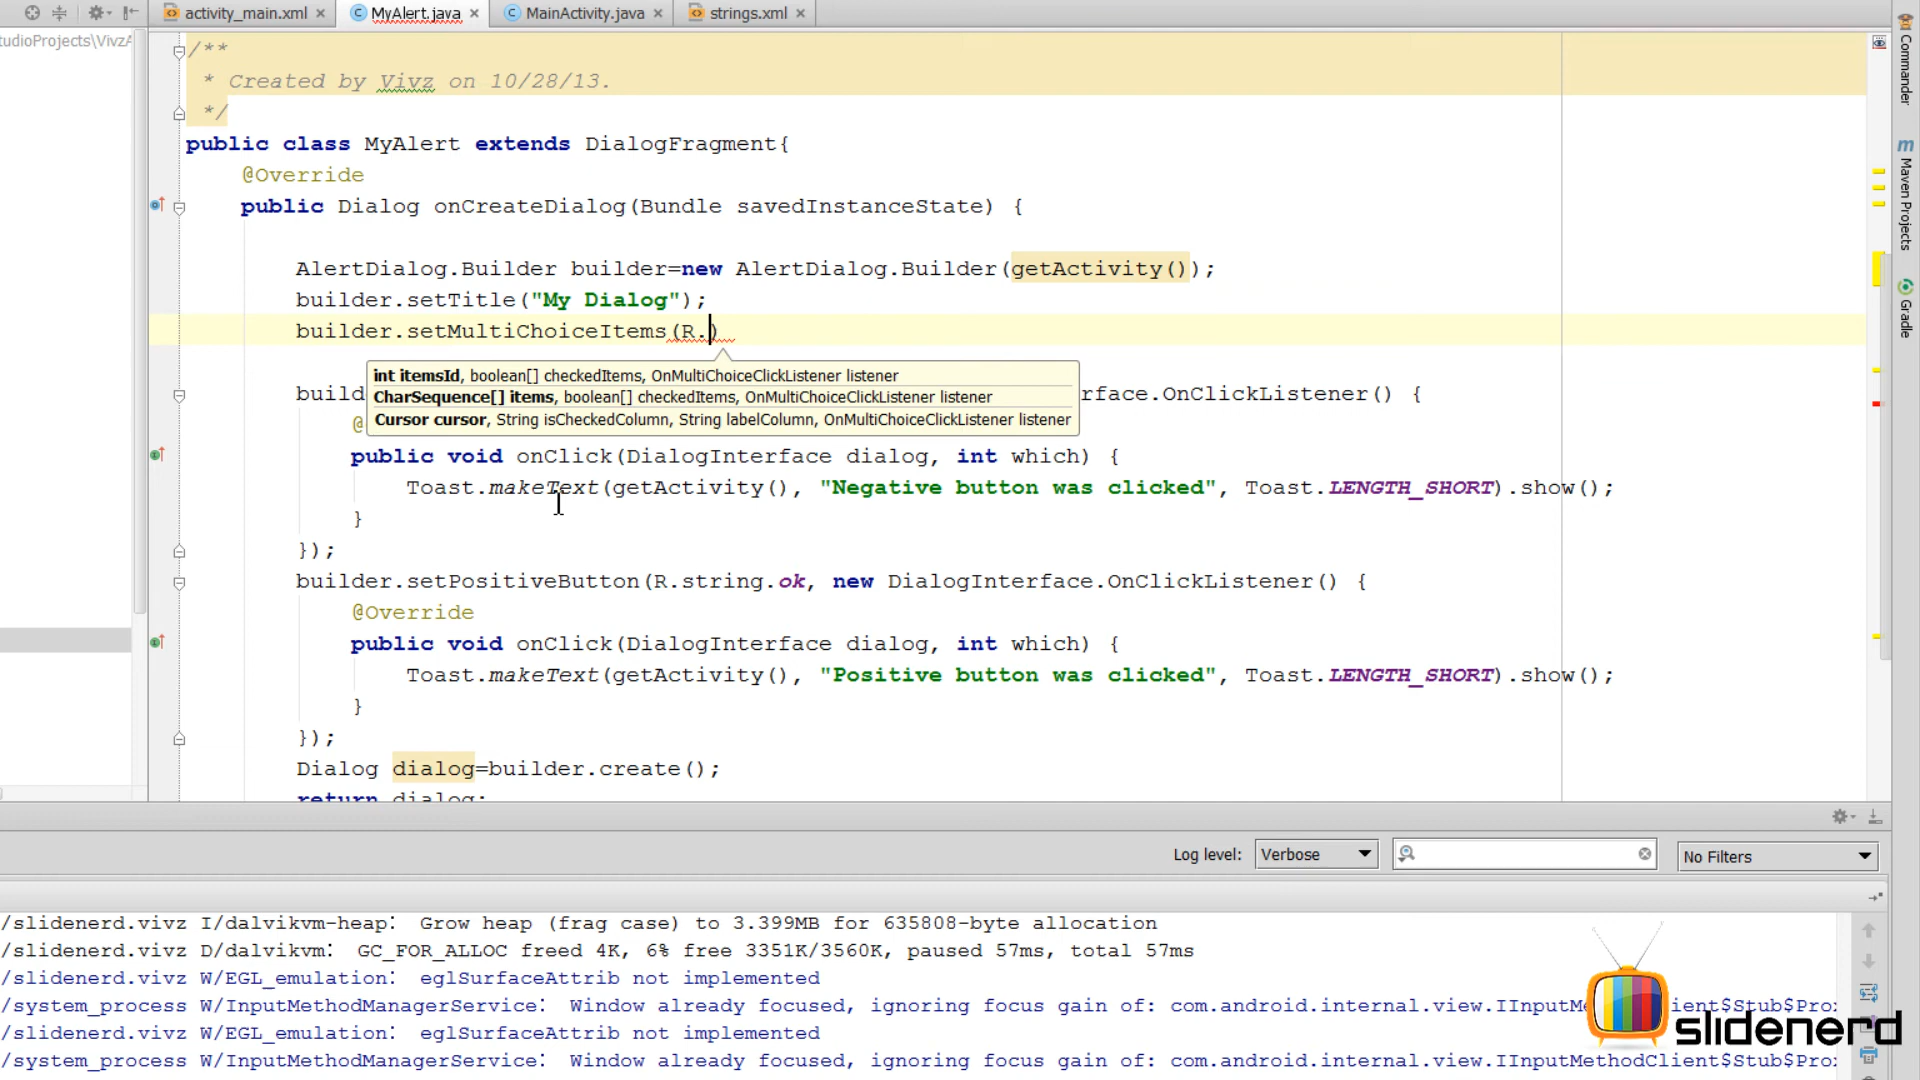 activity_main.xml MyAlert.java MainActivity.java strings.xml
tudioProjects\VivzA
/**
* Created by Vivz on 10/28/13.
*/
public class MyAlert extends DialogFragment{
@Override
public Dialog onCreateDialog(Bundle savedInstanceState) {
AlertDialog.Builder builder=new AlertDialog.Builder(getActivity());
builder.setTitle("My Dialog");
builder.setMultiChoiceItems(R.)
int itemsId, boolean[] checkedItems, OnMultiChoiceClickListener listener
CharSequence[] items, boolean[] checkedItems, OnMultiChoiceClickListener listener
Cursor cursor, String isCheckedColumn, String labelColumn, OnMultiChoiceClickListener listener
build rface.OnClickListener() {
@
public void onClick(DialogInterface dialog, int which) {
Toast.makeText(getActivity(), "Negative button was clicked", Toast.LENGTH_SHORT).show();
}
});
builder.setPositiveButton(R.string.ok, new DialogInterface.OnClickListener() {
@Override
public void onClick(DialogInterface dialog, int which) {
Toast.makeText(getActivity(), "Positive button was clicked", Toast.LENGTH_SHORT).show();
}
});
Dialog dialog=builder.create();
return dialog;
Commander
Maven Projects
Gradle
Log level: Verbose No Filters
/slidenerd.vivz I/dalvikvm-heap: Grow heap (frag case) to 3.399MB for 635808-byte allocation
/slidenerd.vivz D/dalvikvm: GC_FOR_ALLOC freed 4K, 6% free 3351K/3560K, paused 57ms, total 57ms
/slidenerd.vivz W/EGL_emulation: eglSurfaceAttrib not implemented
/system_process W/InputMethodManagerService: Window already focused, ignoring focus gain of: com.android.internal.view.IInputMe ient$Stub$Pro
/slidenerd.vivz W/EGL_emulation: eglSurfaceAttrib not implemented
/system_process W/InputMethodManagerService: Window already focused, ignoring focus gain of: com.android.internal.view.IInputMethodClient$Stub$Pro
slidenerd